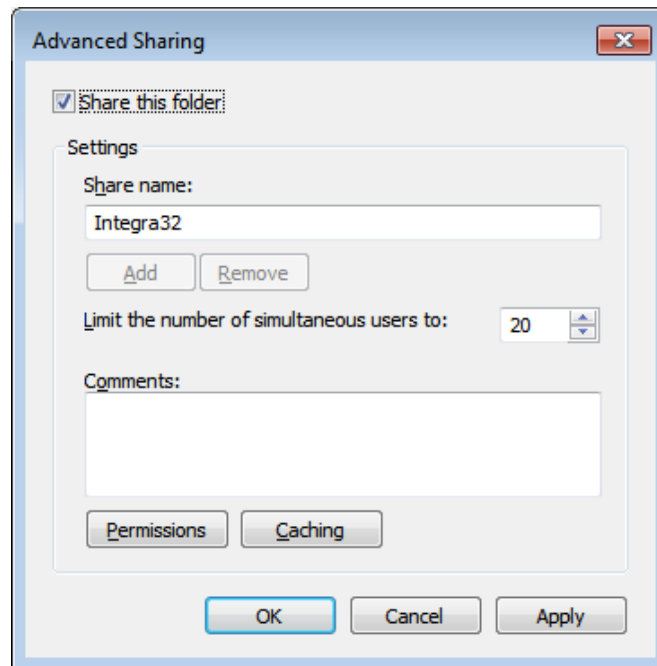 Advanced Sharing
Share this folder
Settings
Share name:
Integra32
Add Remove
Limit the number of simultaneous users to: 20
Comments:
Permissions Caching
OK Cancel Apply